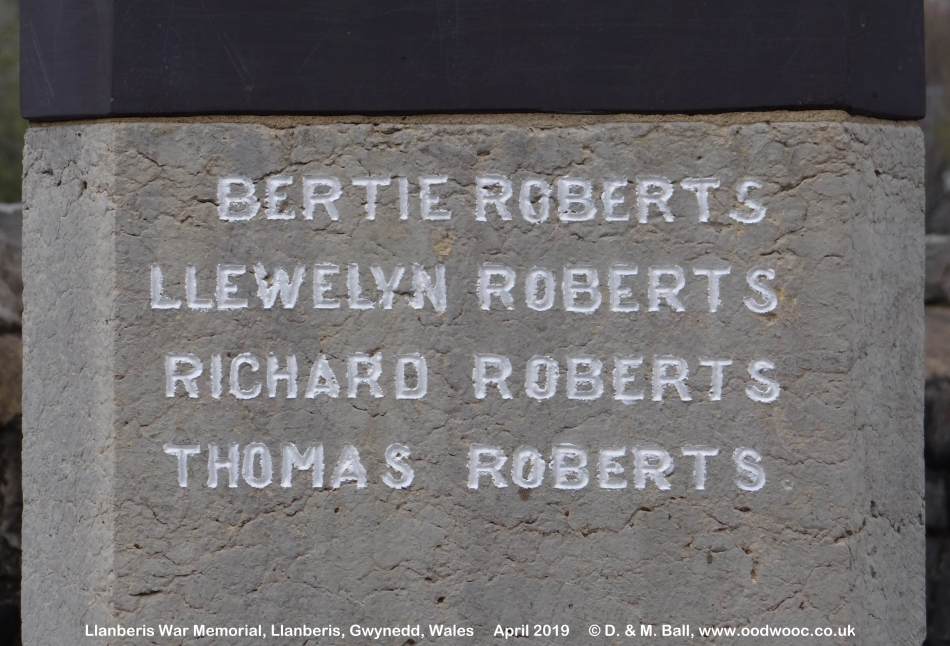 BERTIE ROBERTS
LLEWELYN ROBERTS
RICHARD ROBERTS
THOMAS ROBERTS
Llanberis War Memorial, Llanberis, Gwynedd, Wales April 2019 © D. & M. Ball, www.oodwooc.co.uk